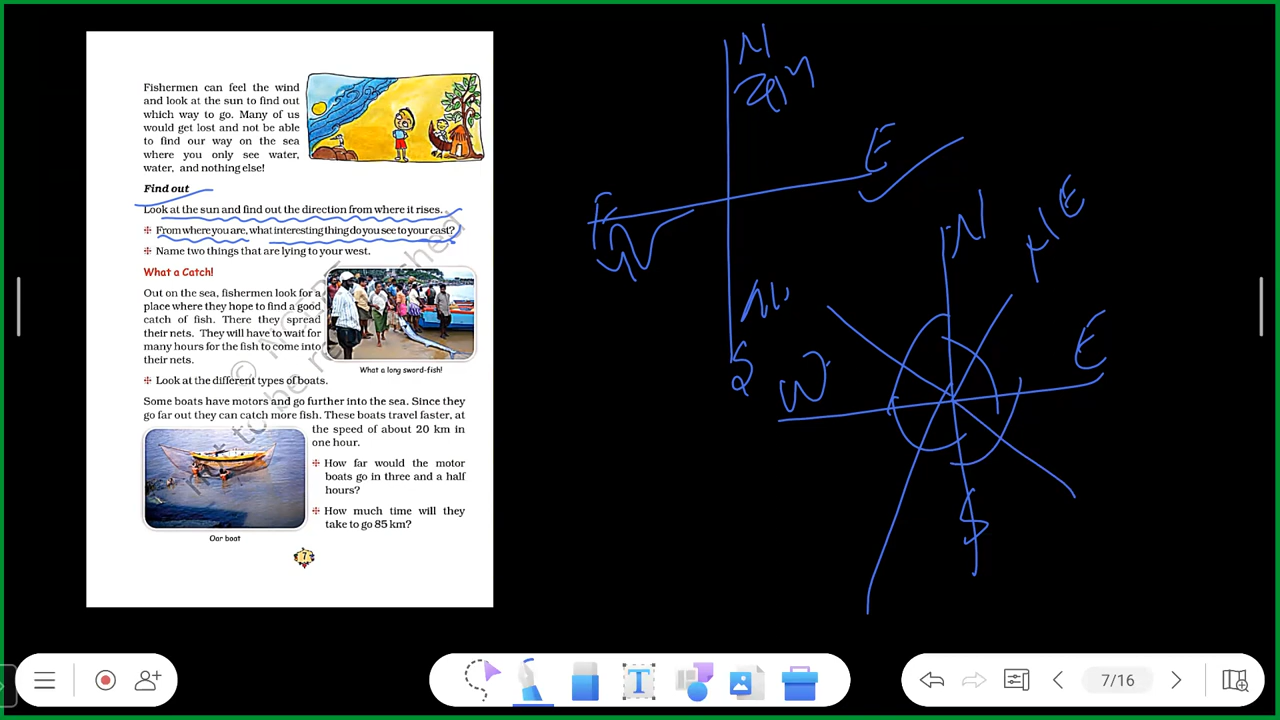 Fishermen can feel the wind
and look at the sun to find out
which way to go. Many of us
would get lost and not be able
to find our way on the sea
where you only see water,
water, and nothing else!
Find out
Look at the sun and find out the direction from where it rises.
From where you are, what interesting thing do you see to your east?
Name two things that are lying to your west.
What a Catch!
Out on the sea, fishermen look for a
place where they hope to find a good
catch of fish. There they spread
their nets. They will have to wait for
many hours for the fish to come into
their nets.
What a long sword-fish!
Look at the different types of boats.
Some boats have motors and go further into the sea. Since they
go far out they can catch more fish. These boats travel faster, at
the speed of about 20 km in
one hour.
How far would the motor
boats go in three and a half
hours?
How much time will they
take to go 85 km?
Oar boat
7
© NCERT
not to be republished
N
E
W
S
N
N E
E
W
S
T
7/16